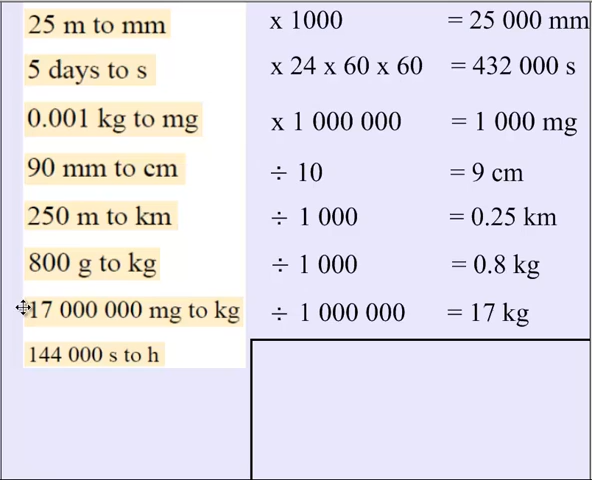 25 m to mm x 1000 = 25 000 mm
5 days to s x 24 x 60 x 60 = 432 000 s
0.001 kg to mg x 1 000 000 = 1 000 mg
90 mm to cm ÷ 10 = 9 cm
250 m to km ÷ 1 000 = 0.25 km
800 g to kg ÷ 1 000 = 0.8 kg
17 000 000 mg to kg ÷ 1 000 000 = 17 kg
144 000 s to h